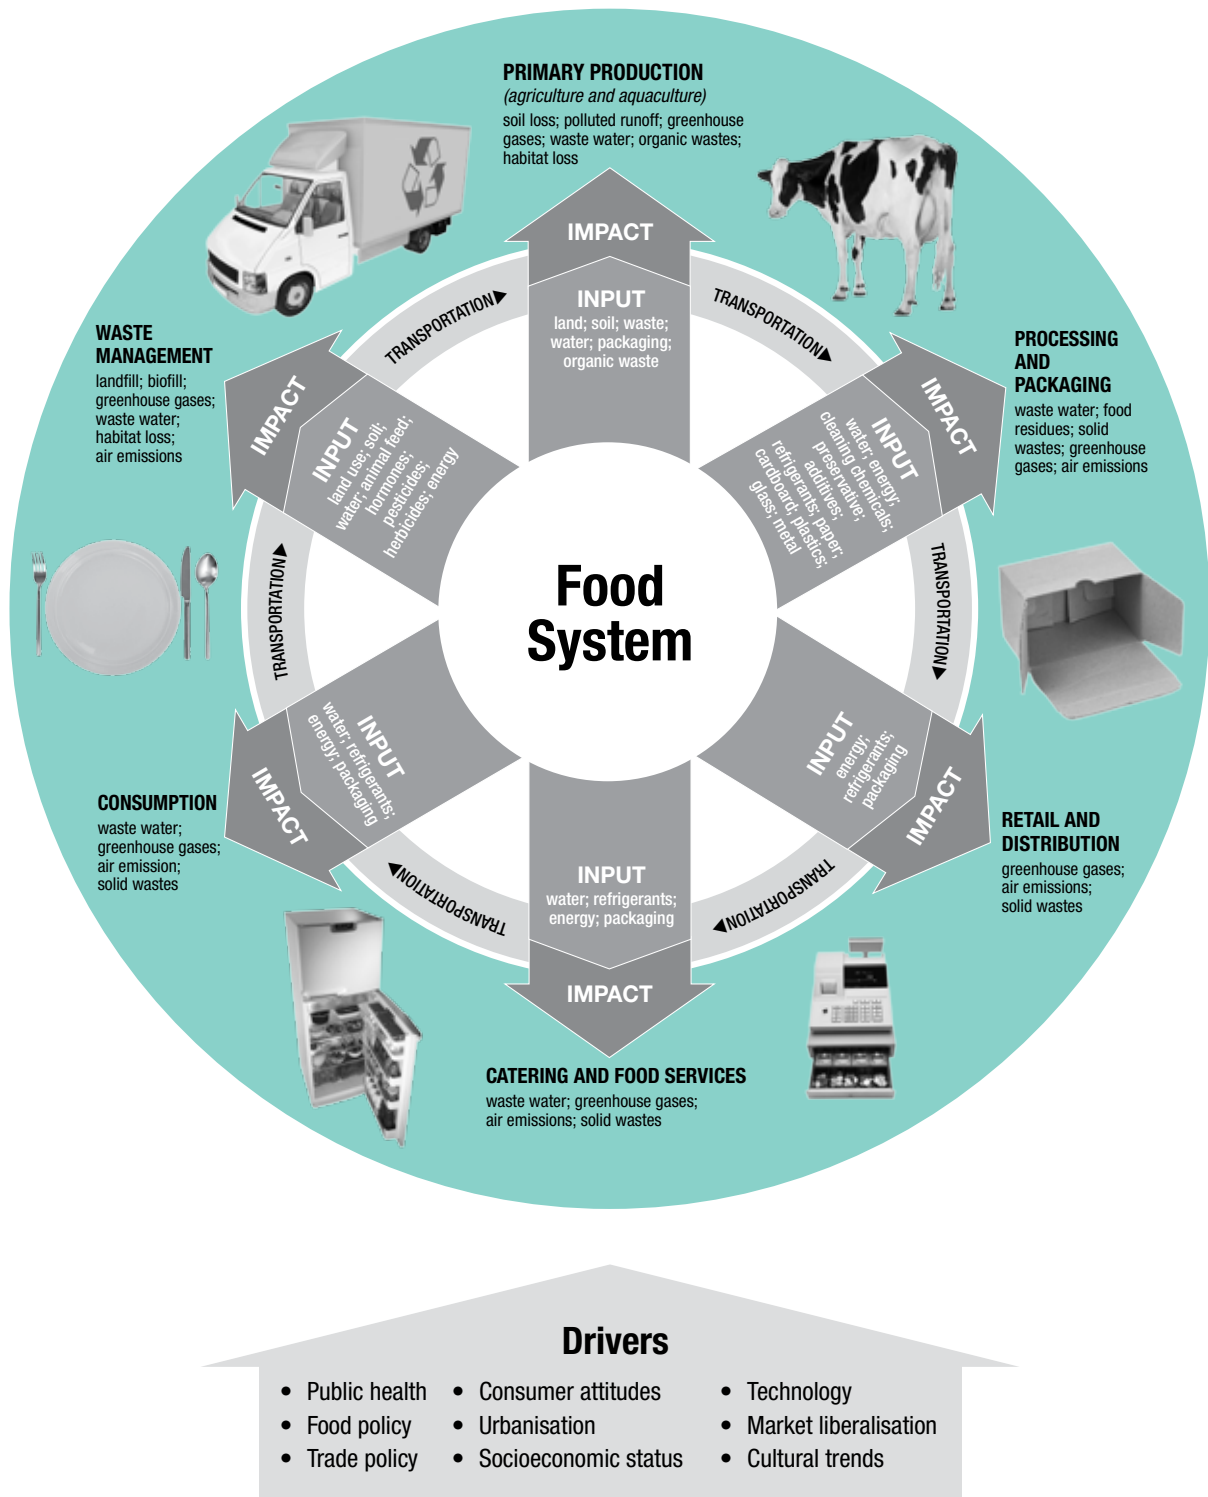 PRIMARY PRODUCTION
(agriculture and aquaculture)
soil loss; polluted runoff; greenhouse
gases; waste water; organic wastes;
habitat loss
IMPACT
INPUT
land; soil; waste;
water; packaging;
organic waste
TRANSPORTATION
PROCESSING
AND
PACKAGING
waste water; food
residues; solid
wastes; greenhouse
gases; air emissions
IMPACT
INPUT
water; energy;
cleaning chemicals;
preservative;
additives;
refrigerants; paper;
cardboard; plastics;
glass; metal
TRANSPORTATION
RETAIL AND
DISTRIBUTION
greenhouse gases;
air emissions;
solid wastes
IMPACT
INPUT
energy;
refrigerants;
packaging
TRANSPORTATION
INPUT
water; refrigerants;
energy; packaging
IMPACT
CATERING AND FOOD SERVICES
waste water; greenhouse gases;
air emissions; solid wastes
TRANSPORTATION
CONSUMPTION
waste water;
greenhouse gases;
air emission;
solid wastes
IMPACT
INPUT
water; refrigerants;
energy; packaging
TRANSPORTATION
WASTE
MANAGEMENT
landfill; biofill;
greenhouse gases;
waste water;
habitat loss;
air emissions
IMPACT
INPUT
land use; soil;
water; animal feed;
hormones;
pesticides;
herbicides; energy
TRANSPORTATION
Food
System
Drivers
• Public health
• Food policy
• Trade policy
• Consumer attitudes
• Urbanisation
• Socioeconomic status
• Technology
• Market liberalisation
• Cultural trends